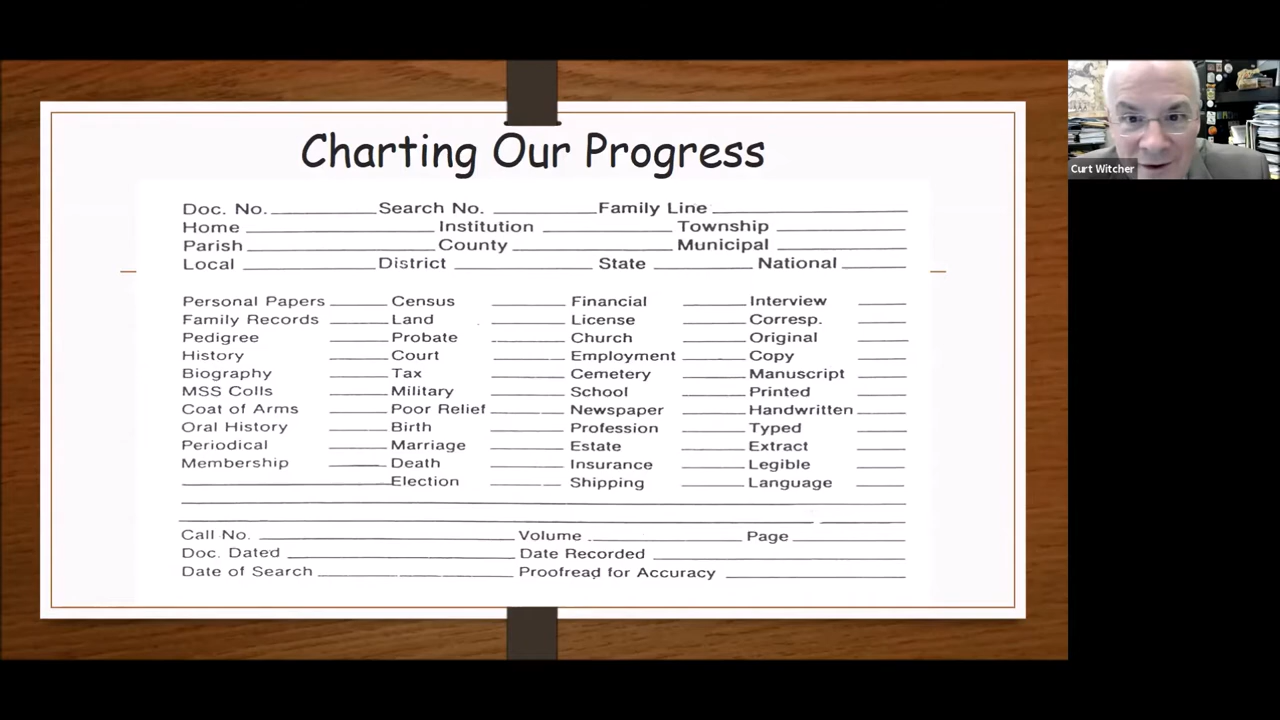 Charting Our Progress
Curt Witcher
Doc. No. Search No. Family Line
Home Institution Township
Parish County Municipal
Local District State National
Personal Papers Census Financial Interview
Family Records Land License Corresp.
Pedigree Probate Church Original
History Court Employment Copy
Biography Tax Cemetery Manuscript
MSS Colls Military School Printed
Coat of Arms Poor Relief Newspaper Handwritten
Oral History Birth Profession Typed
Periodical Marriage Estate Extract
Membership Death Insurance Legible
Election Shipping Language
Call No. Volume Page
Doc. Dated Date Recorded
Date of Search Proofread for Accuracy